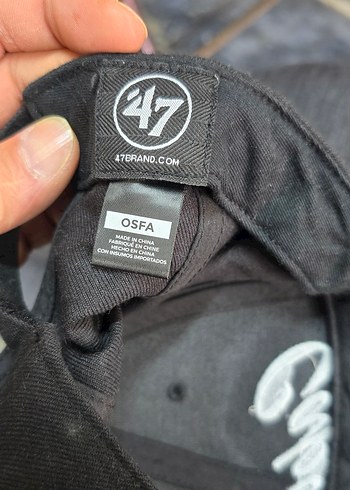 '47
47BRAND.COM
OSFA
MADE IN CHINA
FABRIQUÉ EN CHINE
HECHO EN CHINA
CON INSUMOS IMPORTADOS